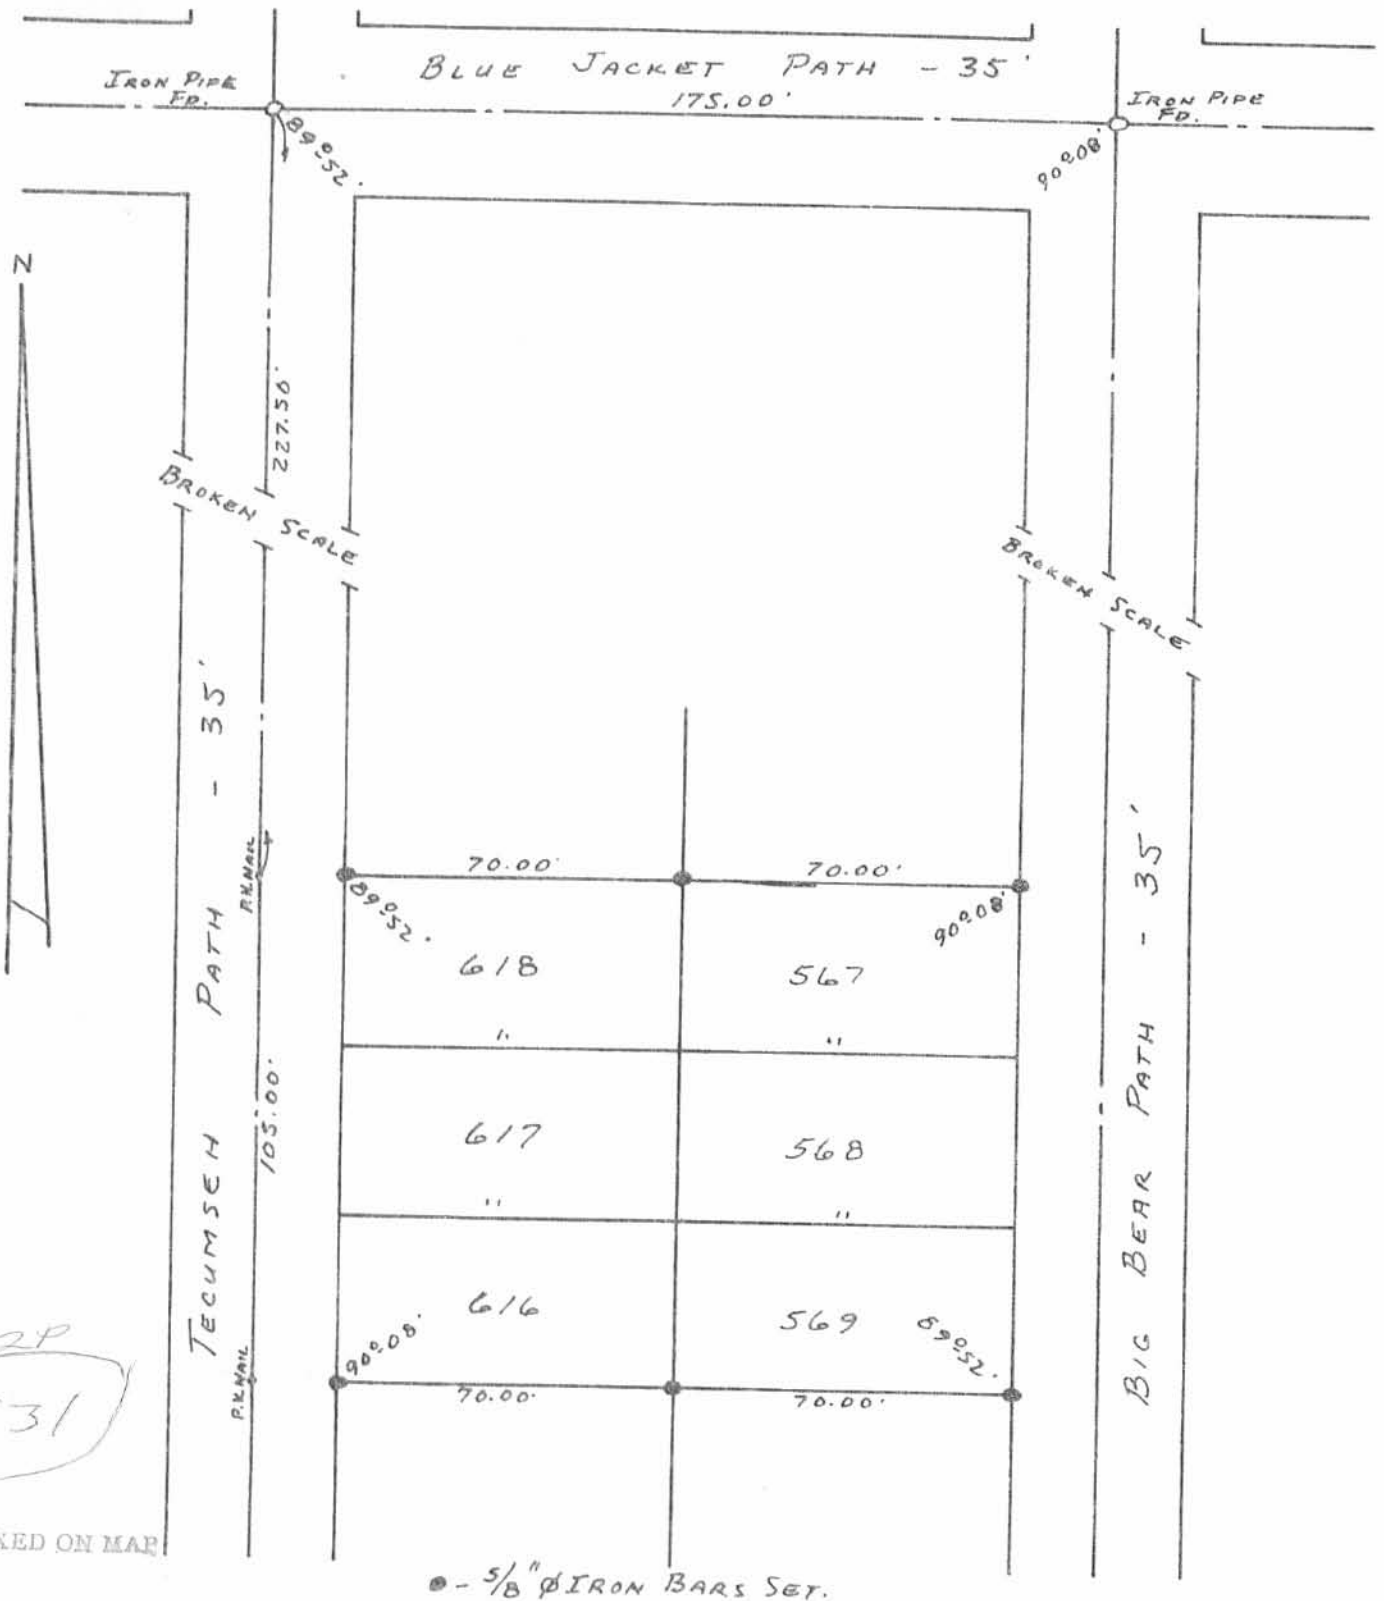 BLUE JACKET PATH - 35'
175.00'
IRON PIPE
FD.
IRON PIPE
FD.
89°52'
90°08'
N
227.50'
BROKEN SCALE
BROKEN SCALE
TECUMSEH PATH - 35'
BIG BEAR PATH - 35'
P.K. NAIL
70.00'
70.00'
89°52'
90°08'
618
567
"
"
105.00'
617
568
"
"
616
569
90°08'
89°52'
P.K. NAIL
70.00'
70.00'
2P
31
KED ON MAP
● - 5/8" Ø IRON BARS SET.